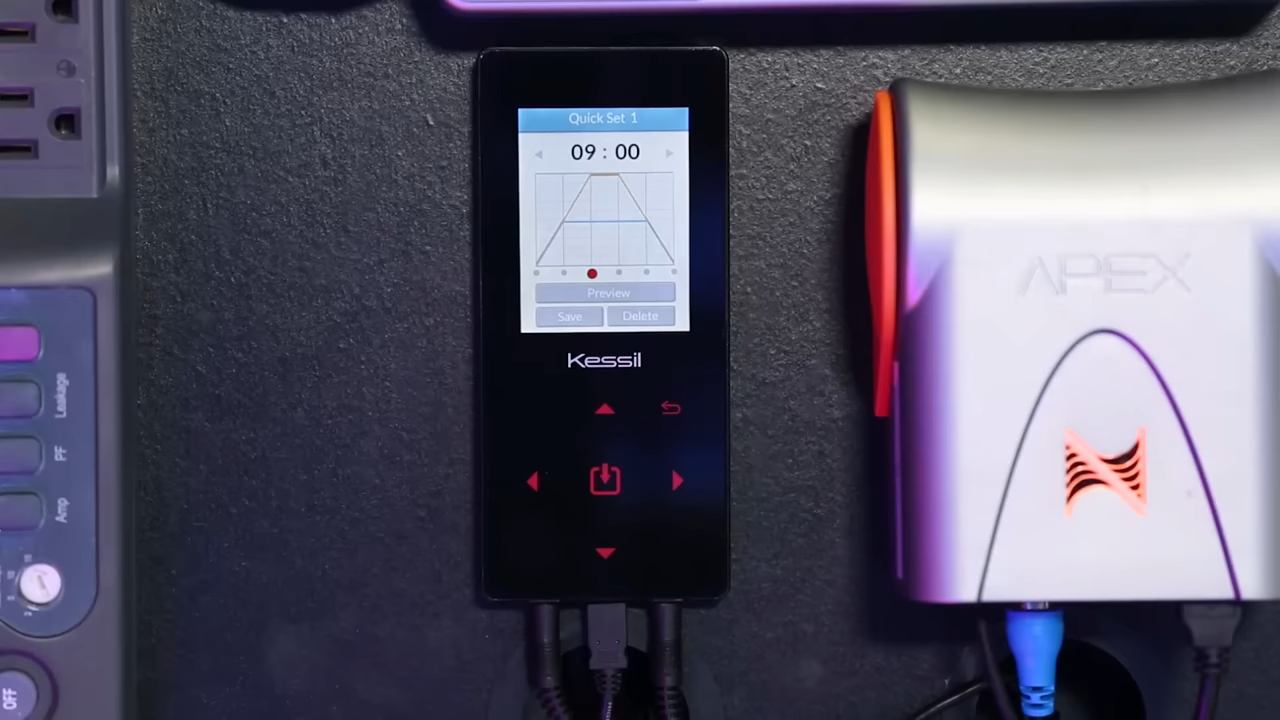 Quick Set 1
09 : 00
Preview
Save Delete
Kessil
APEX
Leakage
PF
Amp
OFF